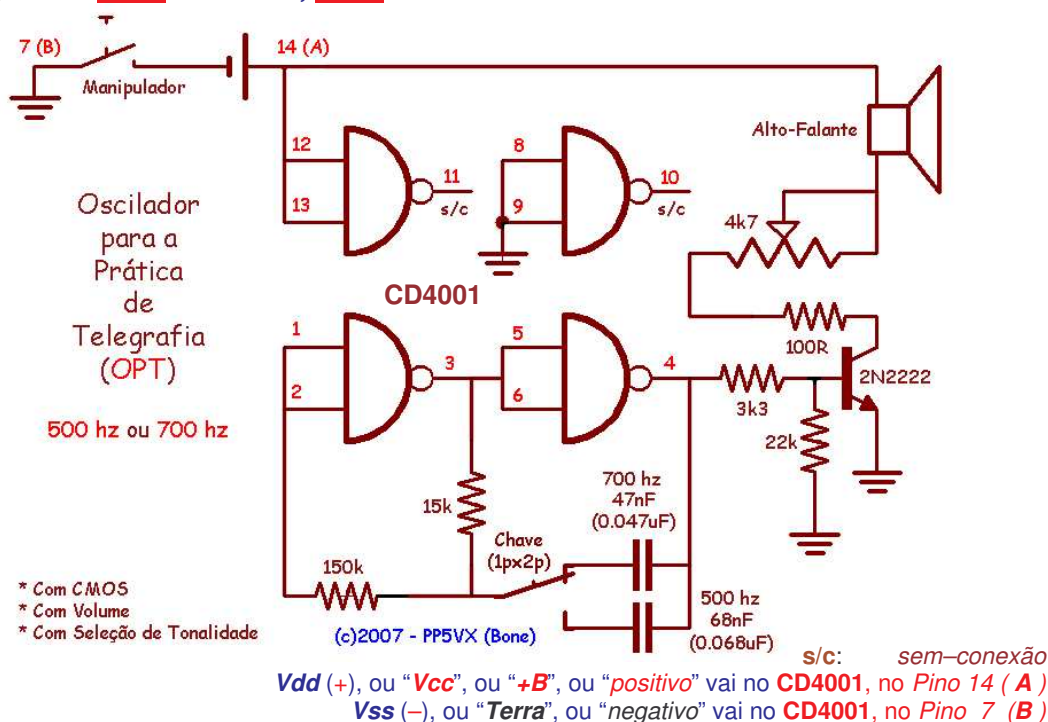 7 (B)
14 (A)
Manipulador
12
13
11
s/c
8
9
10
s/c
Alto-Falante
4k7
Oscilador
para a
Prática
de
Telegrafia
(OPT)
500 hz ou 700 hz
CD4001
1
2
3
5
6
4
100R
2N2222
3k3
22k
15k
700 hz
47nF
(0.047uF)
Chave
(1px2p)
150k
500 hz
68nF
(0.068uF)
* Com CMOS
* Com Volume
* Com Seleção de Tonalidade
(c)2007 - PP5VX (Bone)
s/c: sem–conexão
Vdd (+), ou “Vcc”, ou “+B”, ou “positivo” vai no CD4001, no Pino 14 ( A )
Vss (–), ou “Terra”, ou “negativo” vai no CD4001, no Pino 7 (B )